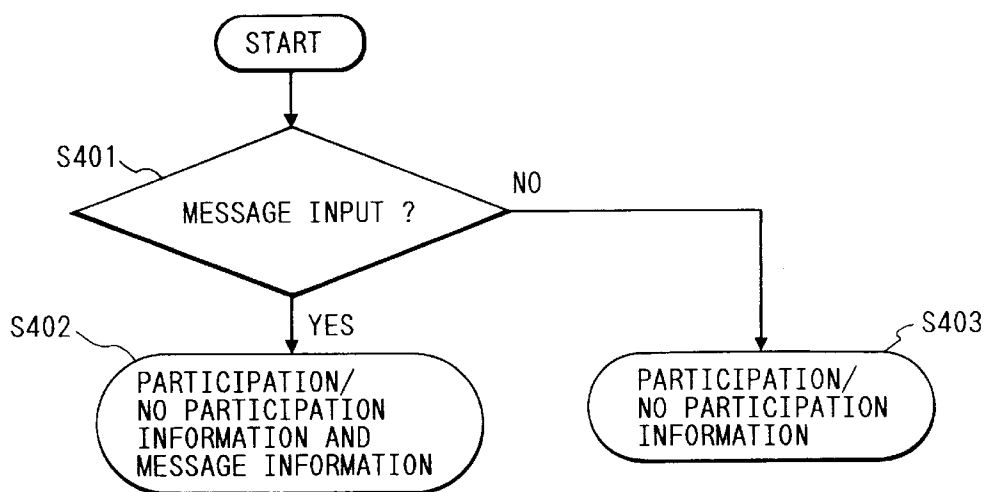 START
S401
MESSAGE INPUT ?
NO
YES
S402
PARTICIPATION/
NO PARTICIPATION
INFORMATION AND
MESSAGE INFORMATION
S403
PARTICIPATION/
NO PARTICIPATION
INFORMATION